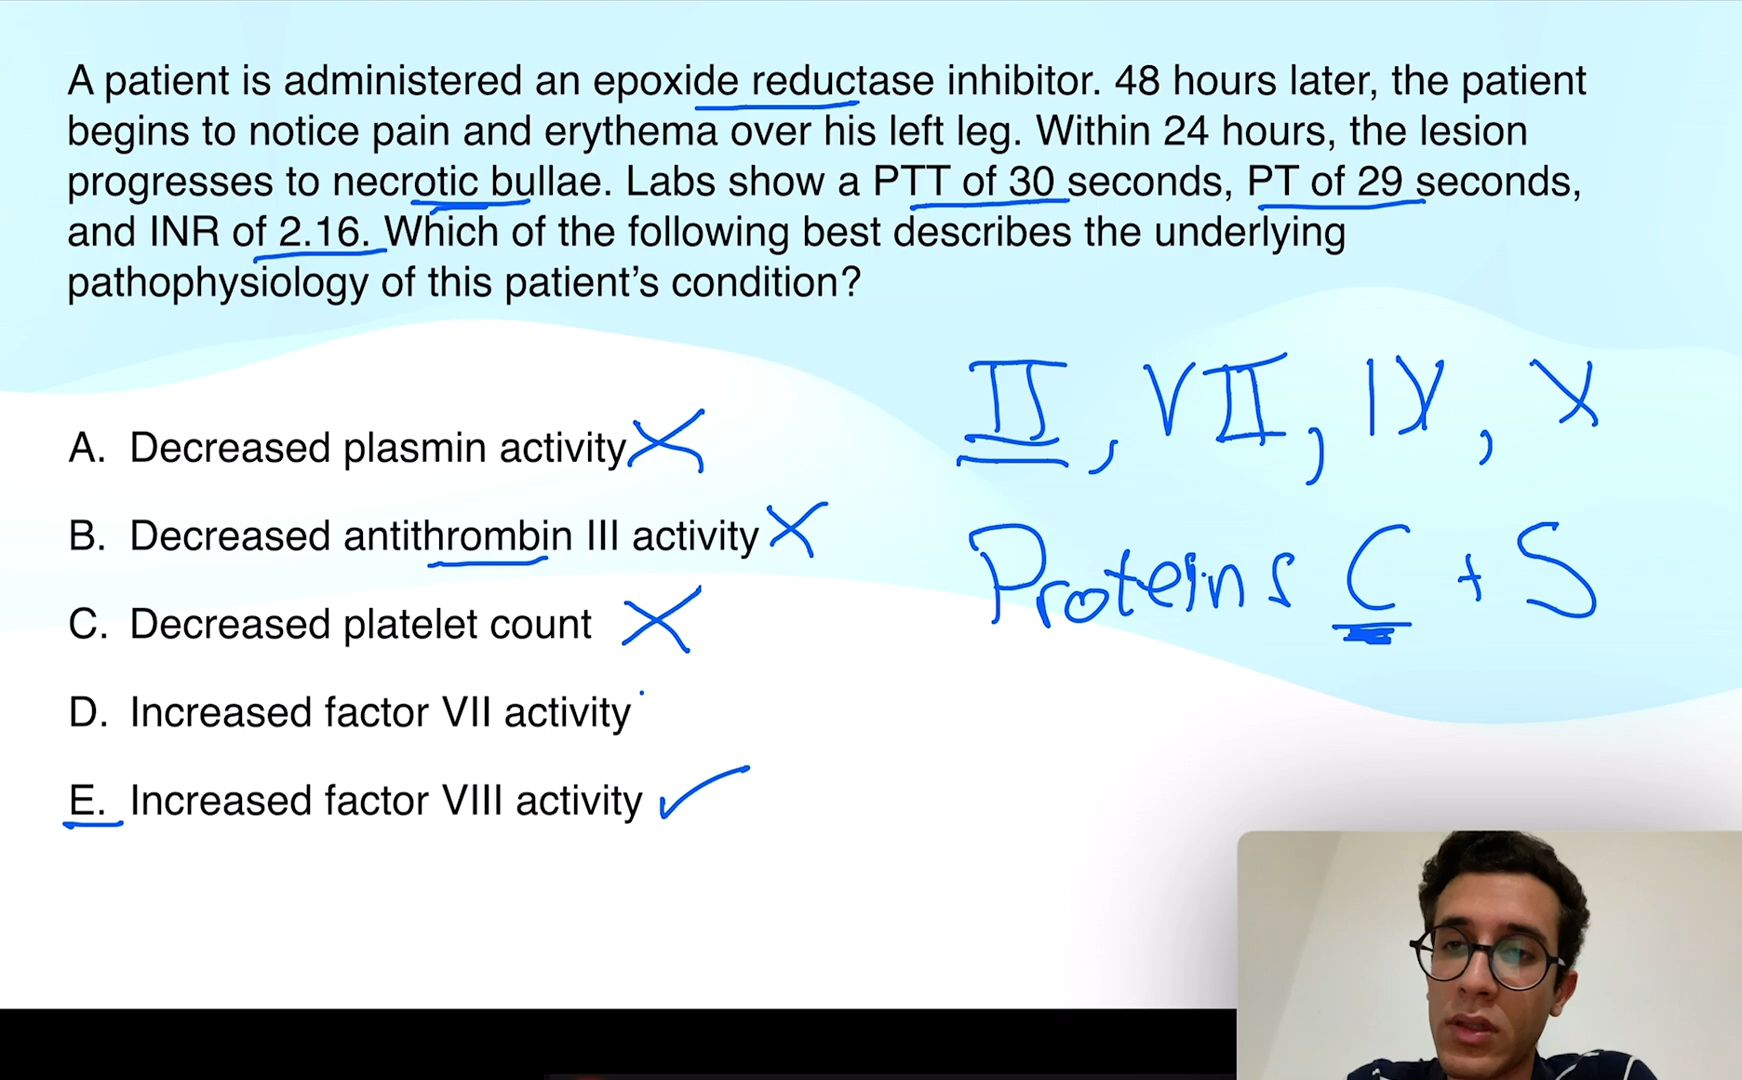 A patient is administered an epoxide reductase inhibitor. 48 hours later, the patient
begins to notice pain and erythema over his left leg. Within 24 hours, the lesion
progresses to necrotic bullae. Labs show a PTT of 30 seconds, PT of 29 seconds,
and INR of 2.16. Which of the following best describes the underlying
pathophysiology of this patient’s condition?
II, VII, IX, X
A. Decreased plasmin activity
B. Decreased antithrombin III activity
Proteins C + S
C. Decreased platelet count
D. Increased factor VII activity
E. Increased factor VIII activity